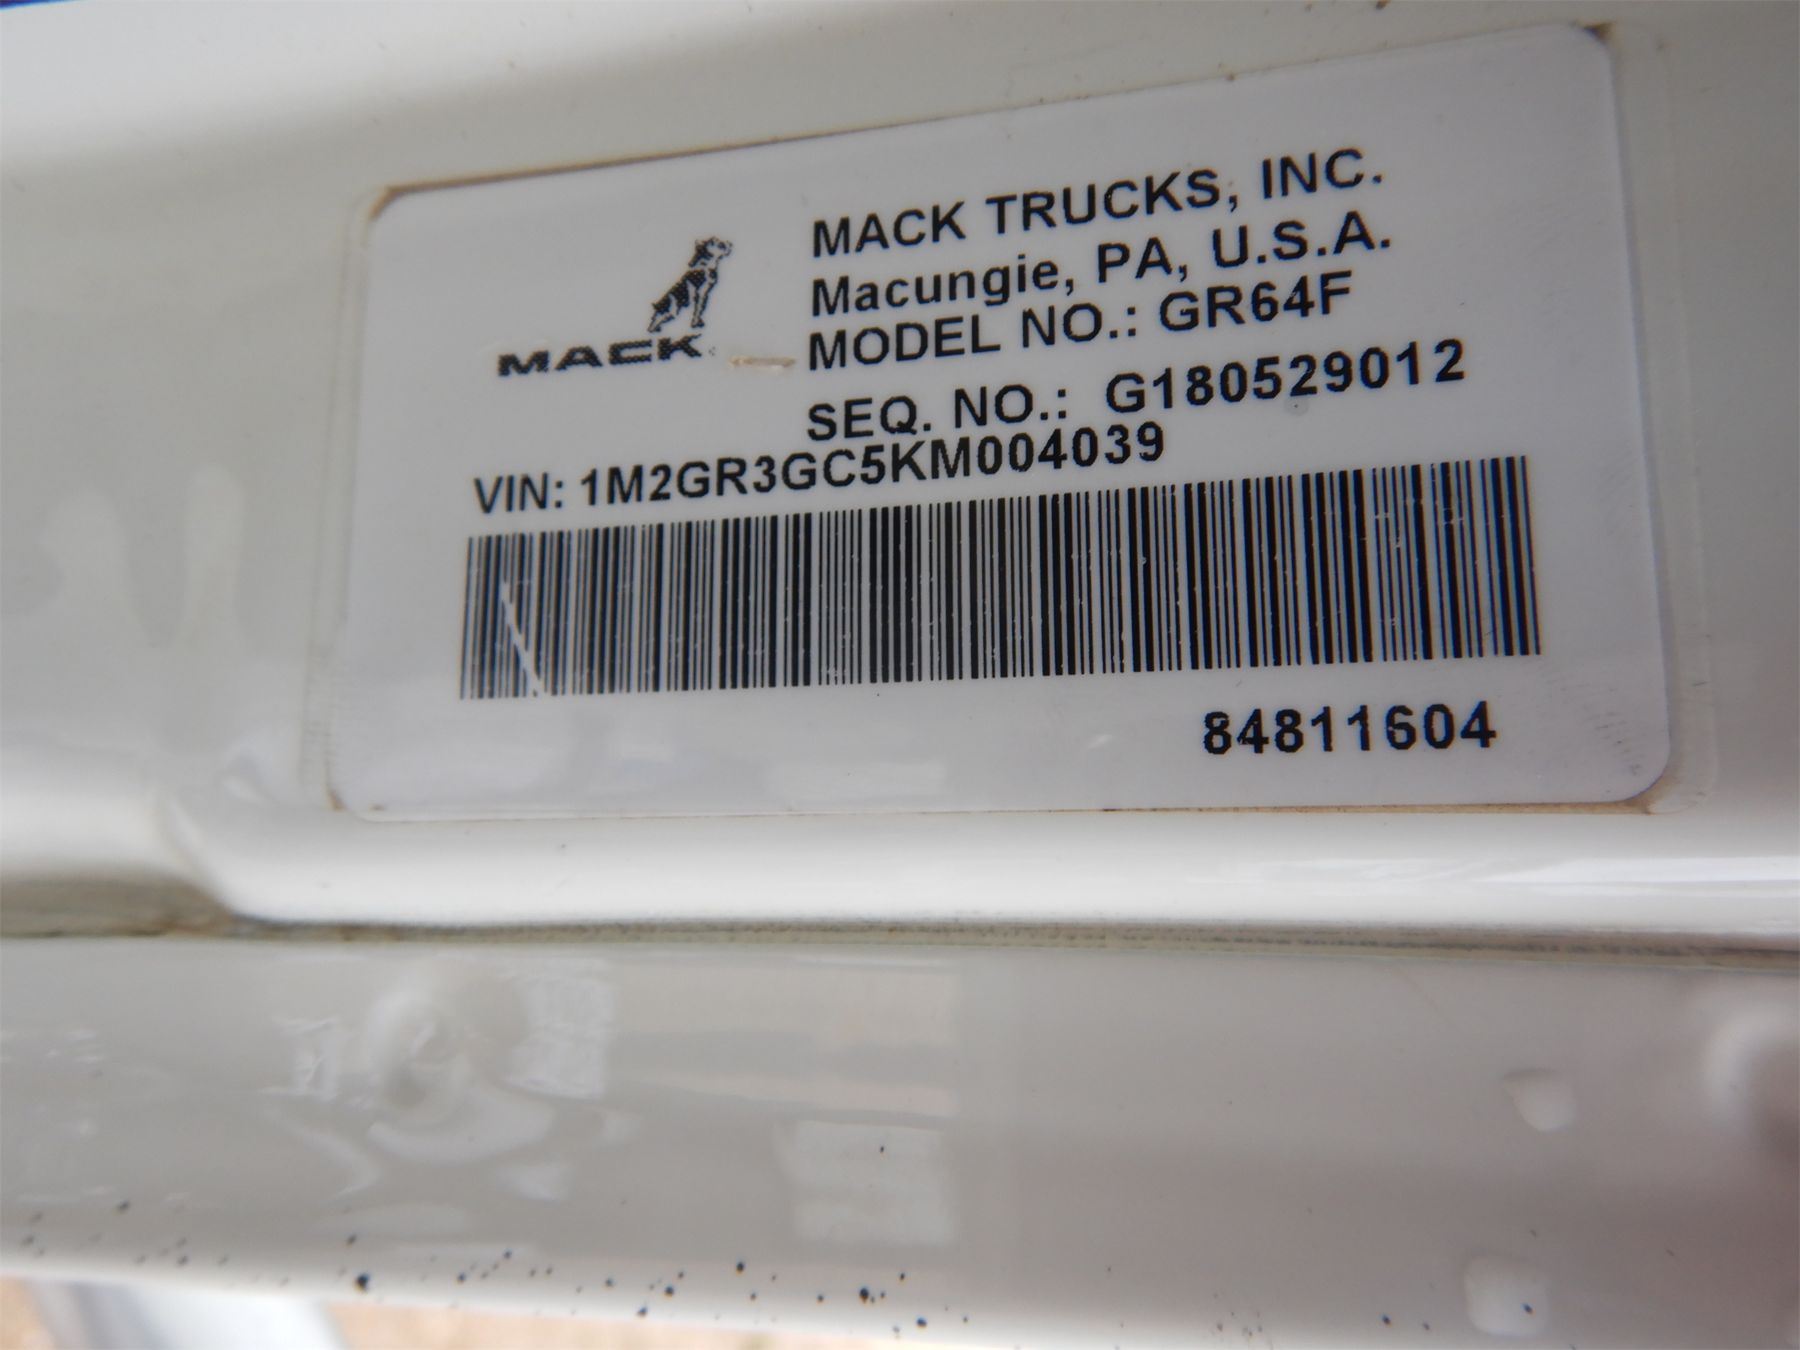 MACK
MACK TRUCKS, INC.
Macungie, PA, U.S.A.
MODEL NO.: GR64F
SEQ. NO.: G180529012
VIN: 1M2GR3GC5KM004039
84811604